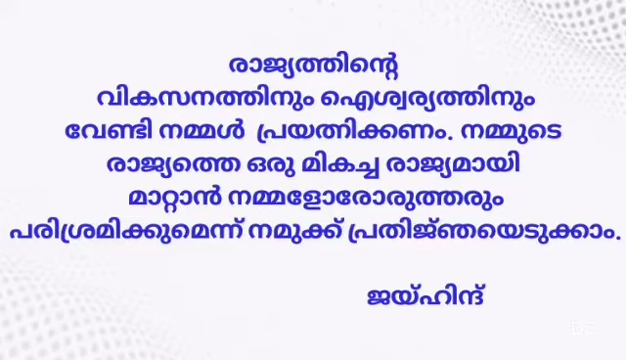 രാജ്യത്തിന്റെ
വികസനത്തിനും ഐശ്വര്യത്തിനും
വേണ്ടി നമ്മൾ പ്രയത്നിക്കണം. നമ്മുടെ
രാജ്യത്തെ ഒരു മികച്ച രാജ്യമായി
മാറ്റാൻ നമ്മളോരോരുത്തരും
പരിശ്രമിക്കുമെന്ന് നമുക്ക് പ്രതിജ്ഞയെടുക്കാം.
ജയ്ഹിന്ദ്